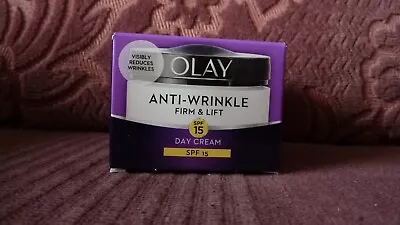 VISIBLY
REDUCES
WRINKLES
OLAY
ANTI-WRINKLE
FIRM & LIFT
SPF
15
DAY CREAM
SPF 15